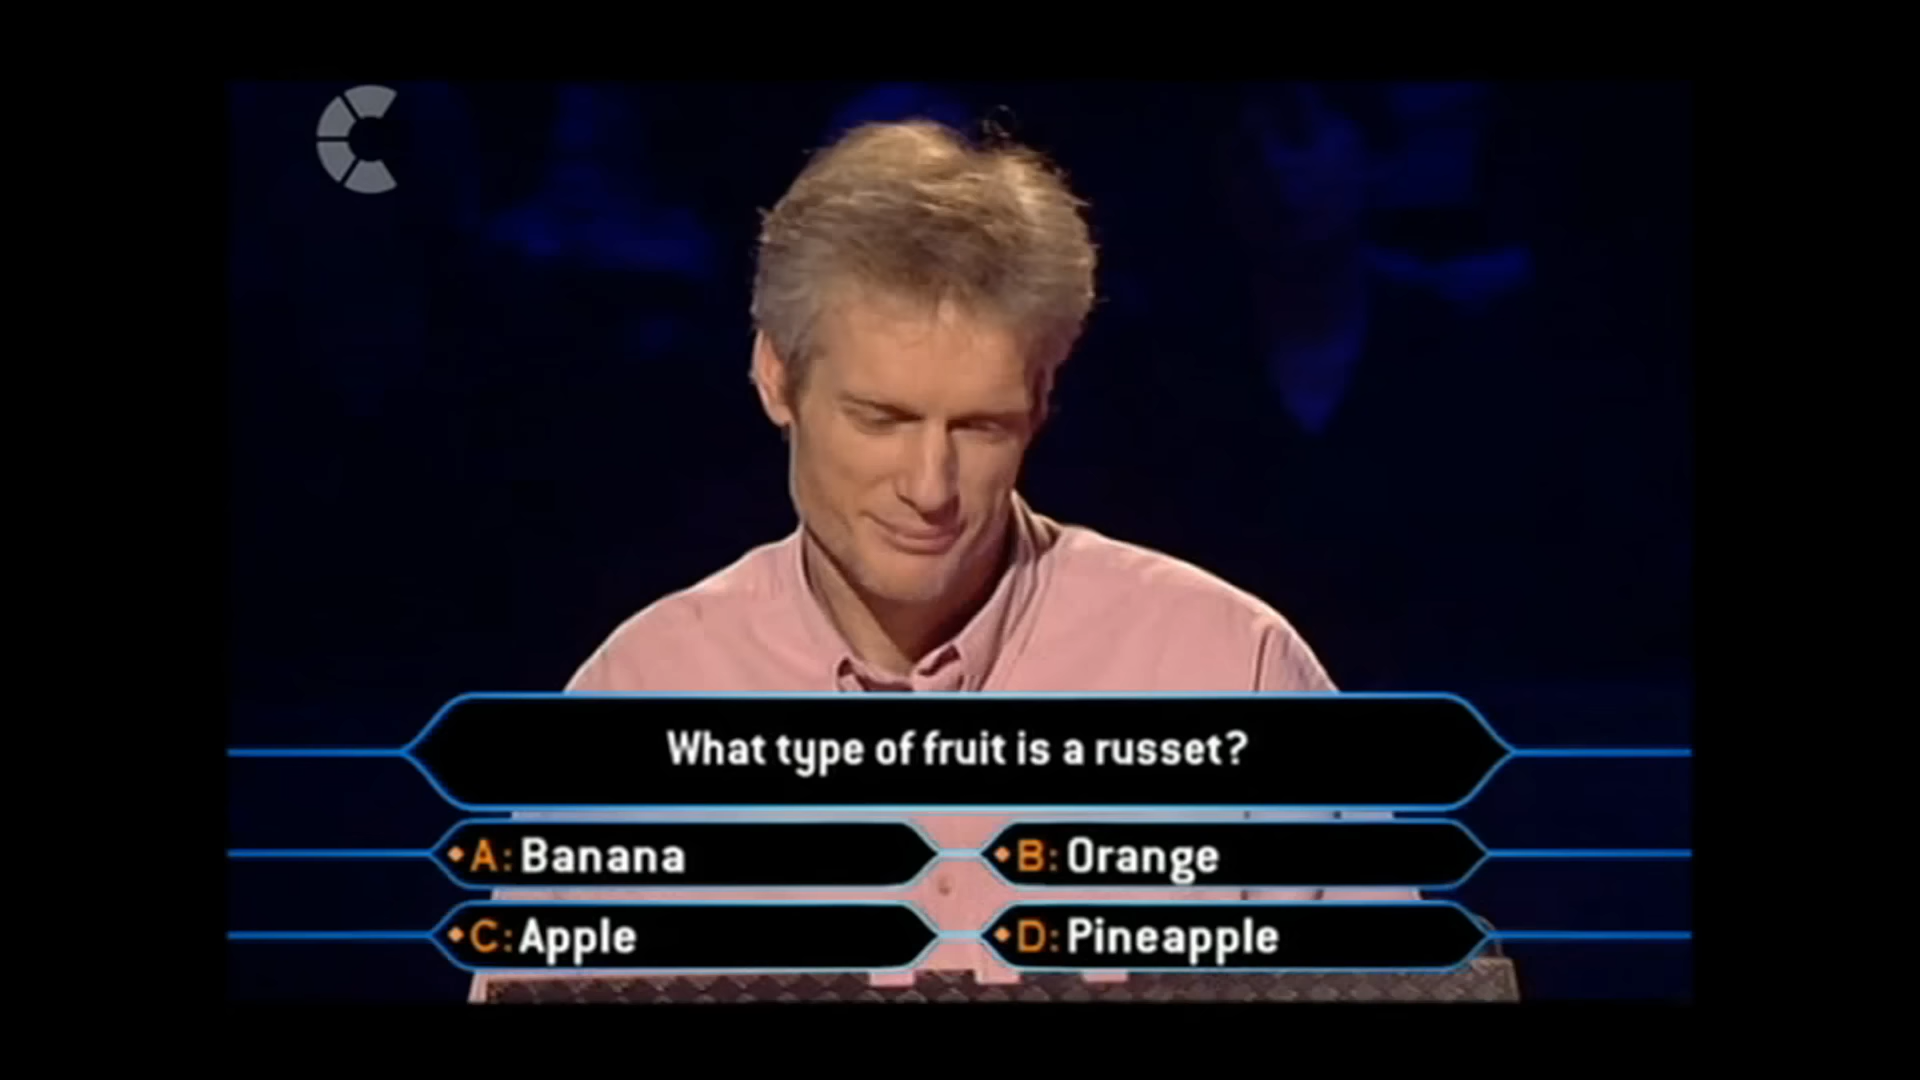 What type of fruit is a russet?
A: Banana
B: Orange
C: Apple
D: Pineapple